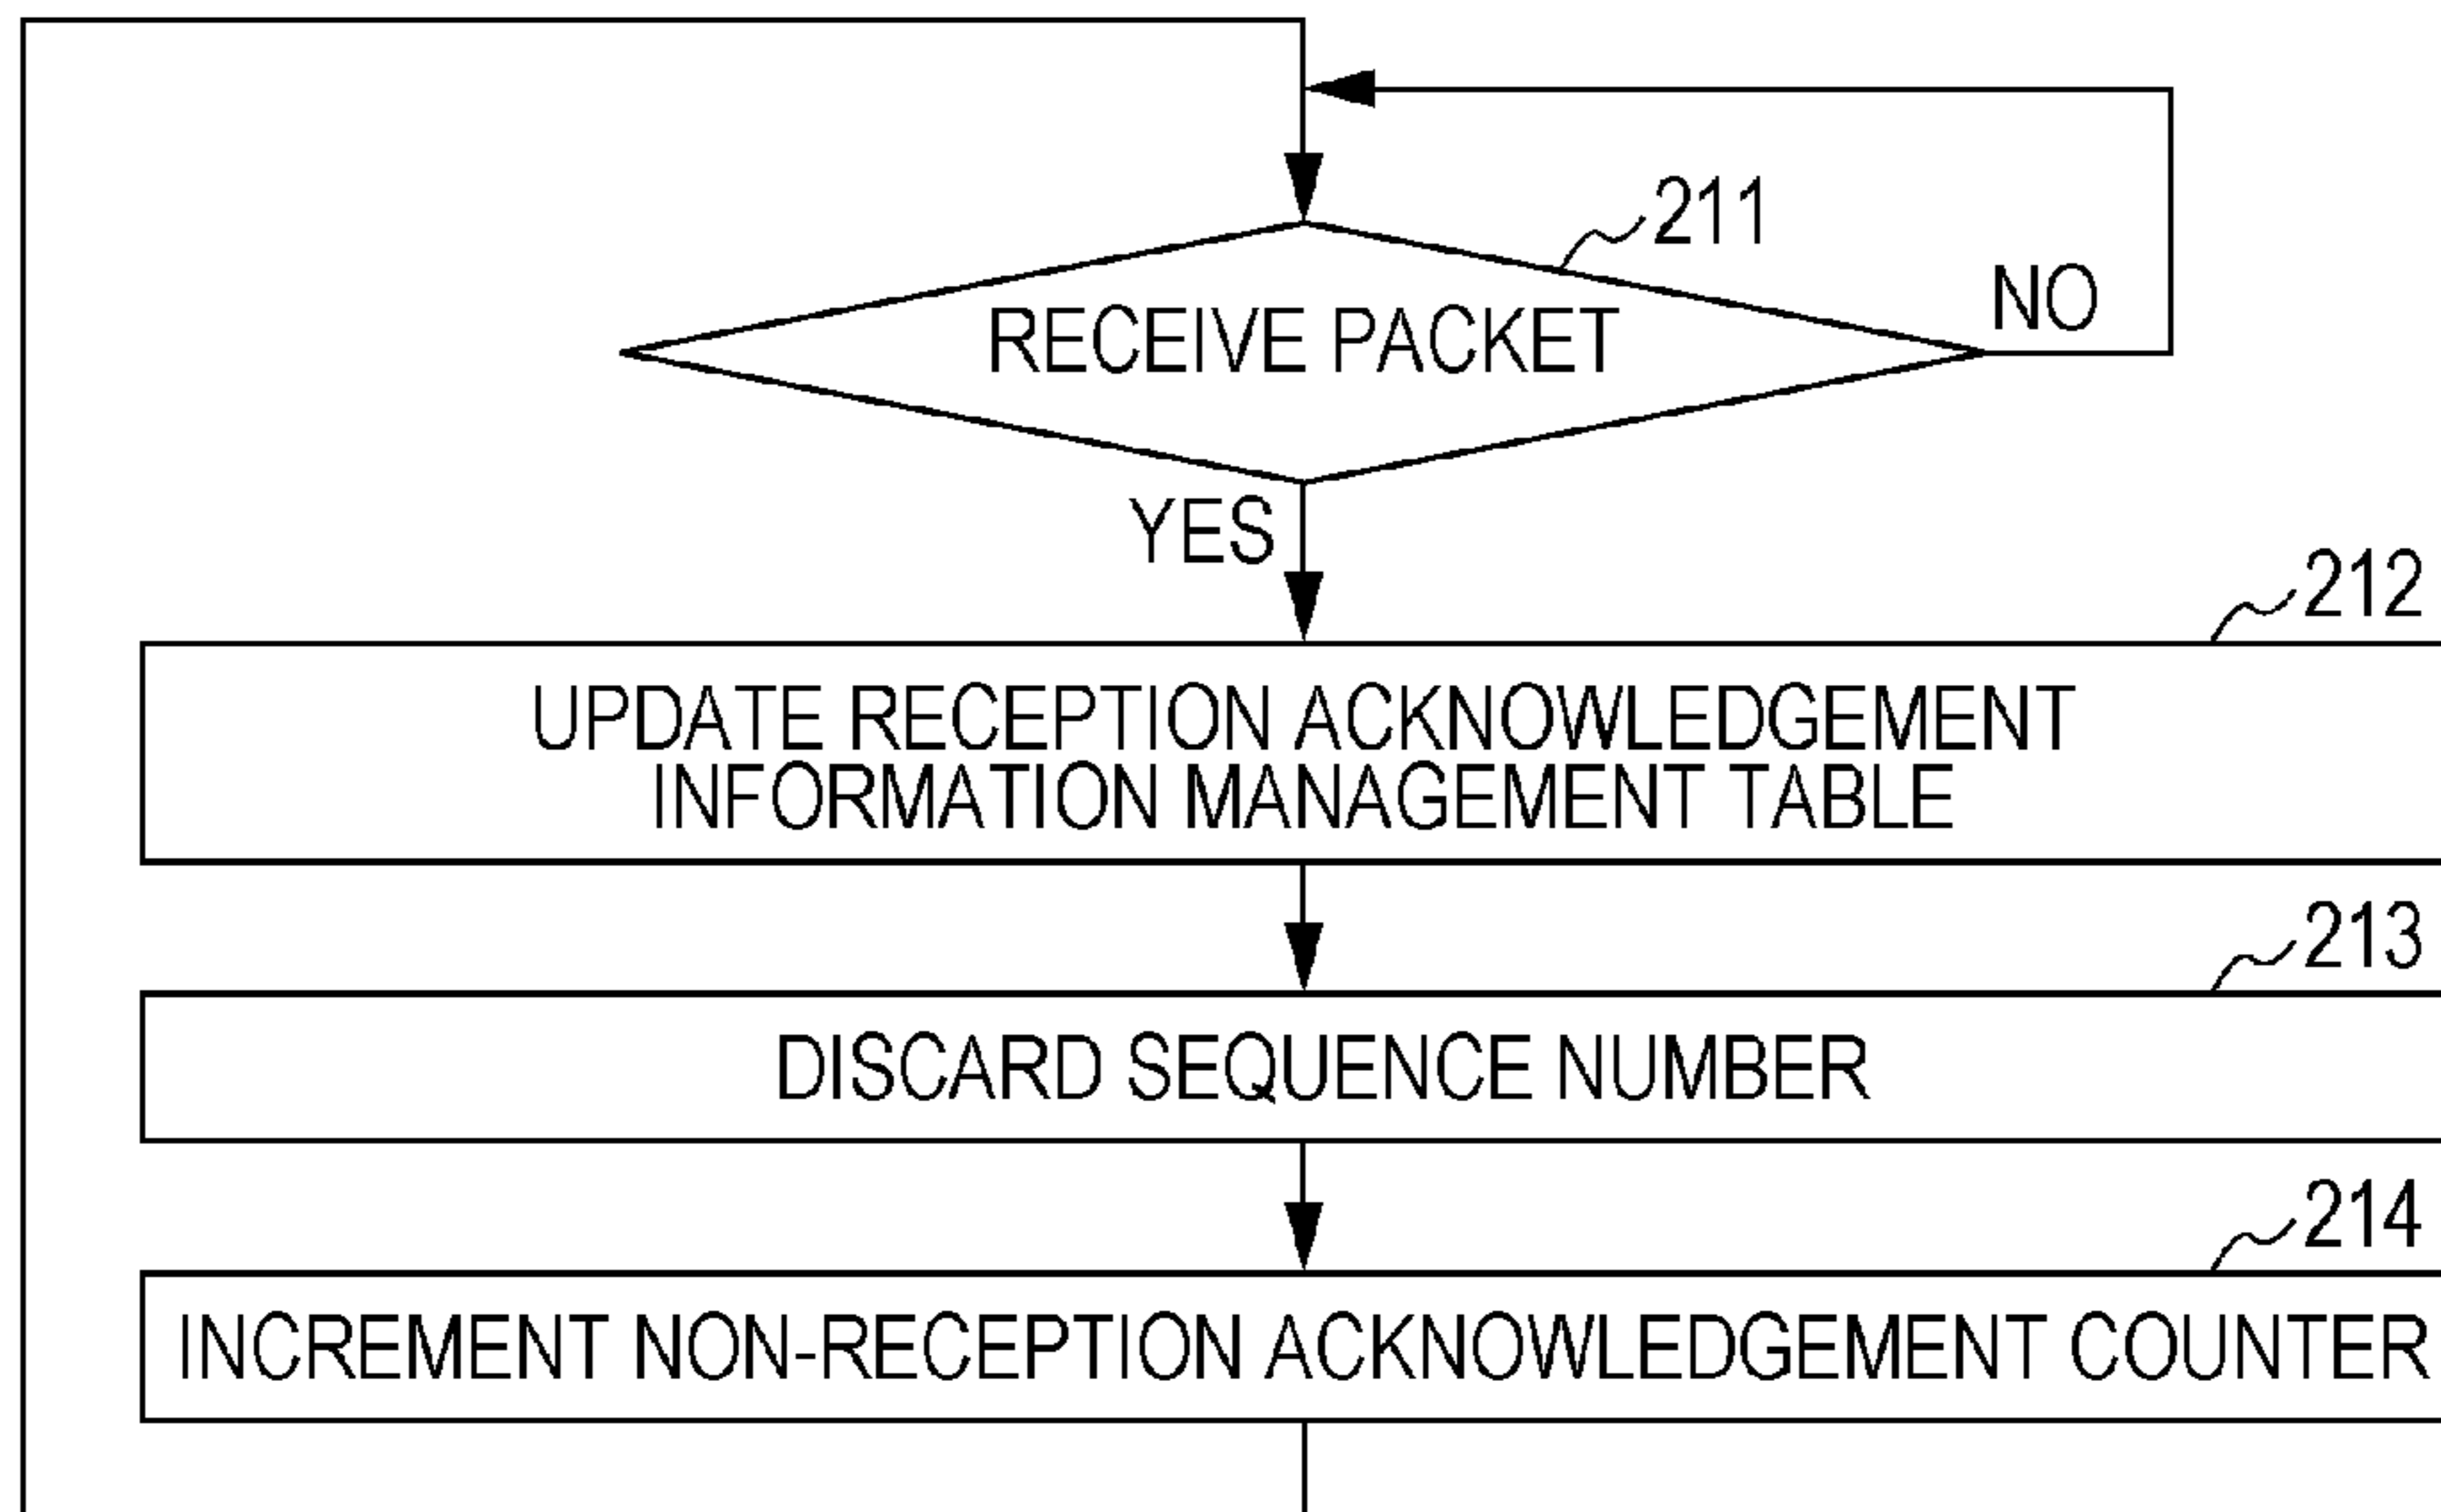 211
RECEIVE PACKET
NO
YES
212
UPDATE RECEPTION ACKNOWLEDGEMENT
INFORMATION MANAGEMENT TABLE
213
DISCARD SEQUENCE NUMBER
214
INCREMENT NON-RECEPTION ACKNOWLEDGEMENT COUNTER